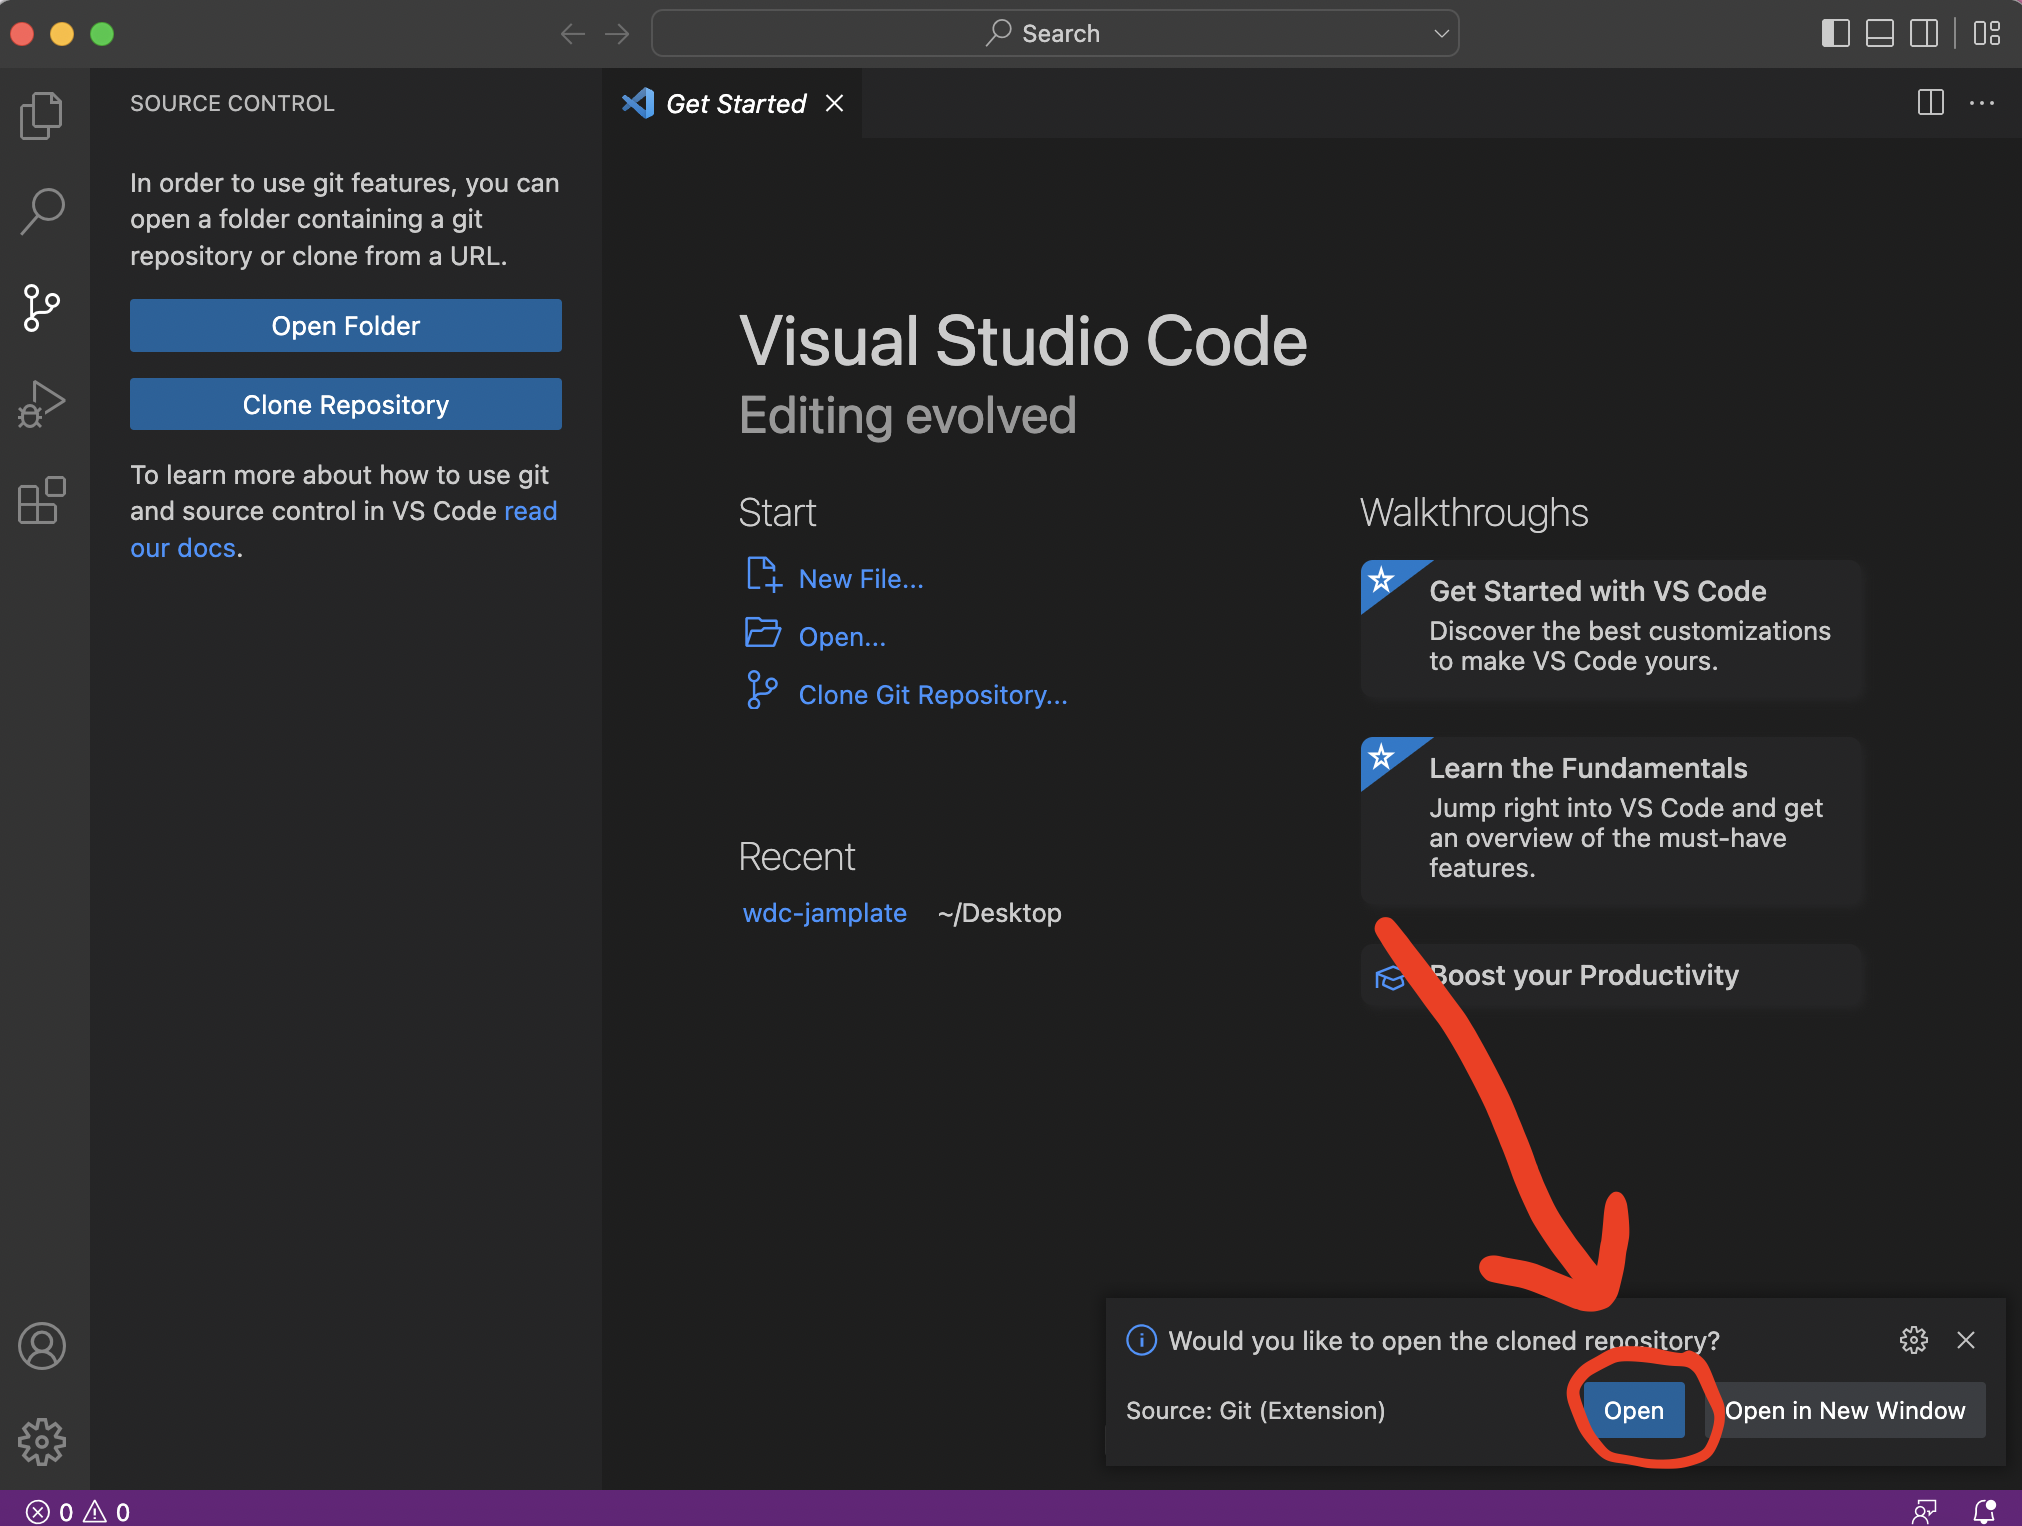 Search
SOURCE CONTROL
Get Started
In order to use git features, you can
open a folder containing a git
repository or clone from a URL.
Open Folder
Clone Repository
To learn more about how to use git
and source control in VS Code read
our docs.
Visual Studio Code
Editing evolved
Start
New File...
Open...
Clone Git Repository...
Recent
wdc-jamplate ~/Desktop
Walkthroughs
Get Started with VS Code
Discover the best customizations
to make VS Code yours.
Learn the Fundamentals
Jump right into VS Code and get
an overview of the must-have
features.
Boost your Productivity
Would you like to open the cloned repository?
Source: Git (Extension)
Open
Open in New Window
0 0